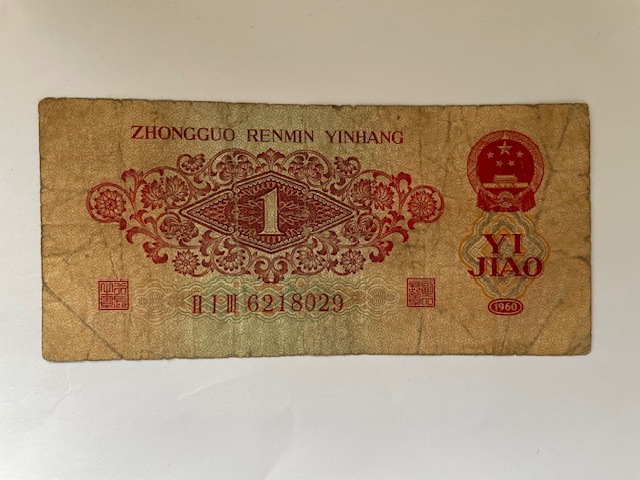 ZHONGGUO RENMIN YINHANG
1
YI
JIAO
II I III 6218029
1960